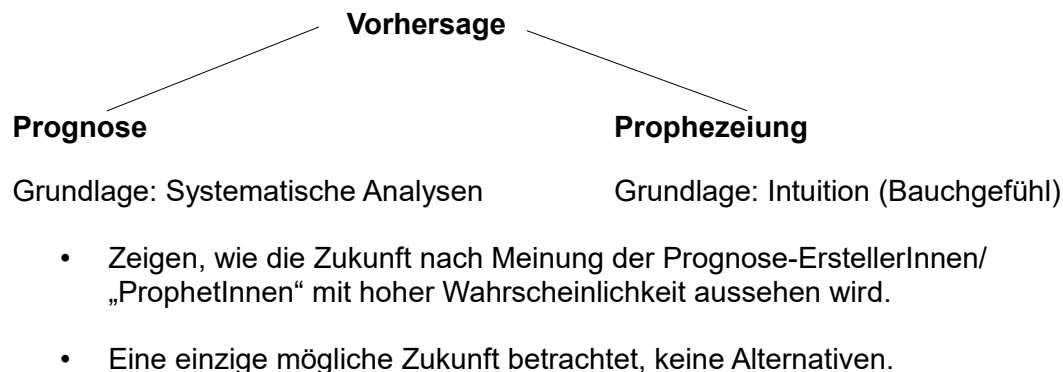 Vorhersage
Prognose
Prophezeiung
Grundlage: Systematische Analysen
Grundlage: Intuition (Bauchgefühl)
• Zeigen, wie die Zukunft nach Meinung der Prognose-ErstellerInnen/
„ProphetInnen“ mit hoher Wahrscheinlichkeit aussehen wird.
• Eine einzige mögliche Zukunft betrachtet, keine Alternativen.